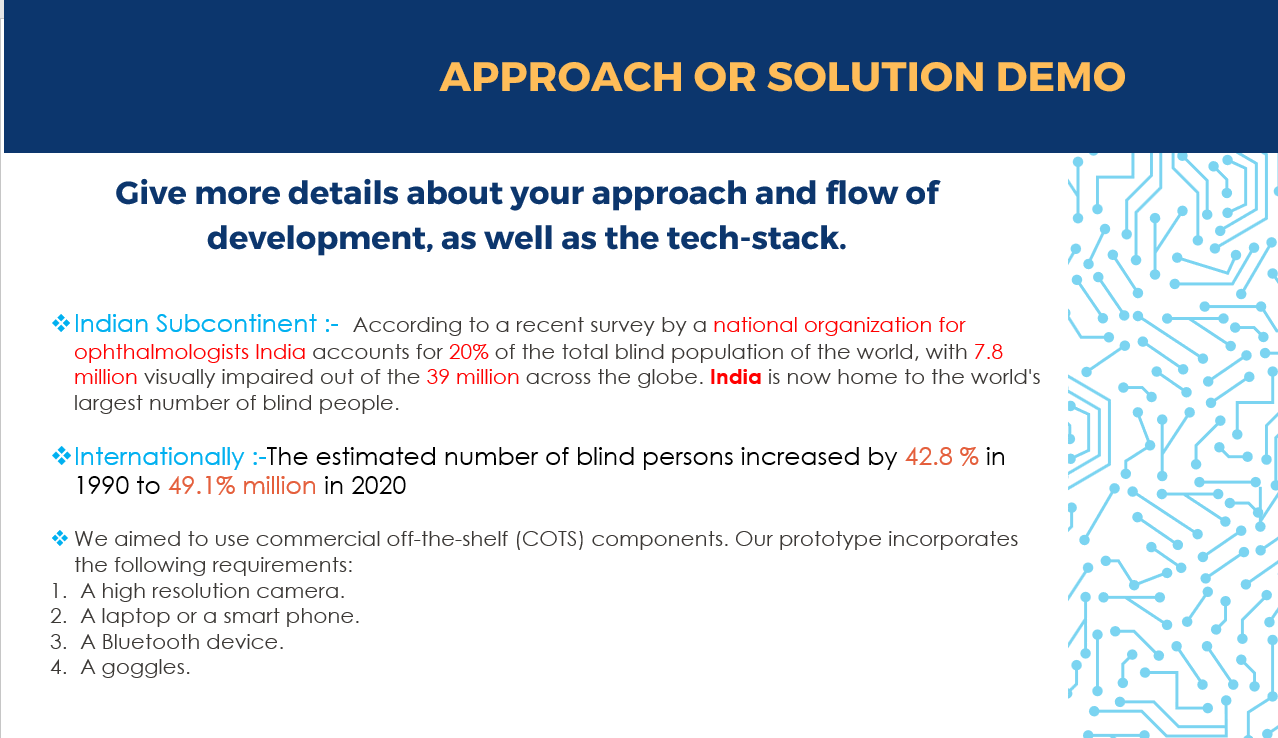 APPROACH OR SOLUTION DEMO
Give more details about your approach and flow of
development, as well as the tech-stack.
❖Indian Subcontinent :- According to a recent survey by a national organization for
ophthalmologists India accounts for 20% of the total blind population of the world, with 7.8
million visually impaired out of the 39 million across the globe. India is now home to the world's
largest number of blind people.
❖Internationally :-The estimated number of blind persons increased by 42.8 % in
1990 to 49.1% million in 2020
❖ We aimed to use commercial off-the-shelf (COTS) components. Our prototype incorporates
the following requirements:
1. A high resolution camera.
2. A laptop or a smart phone.
3. A Bluetooth device.
4. A goggles.